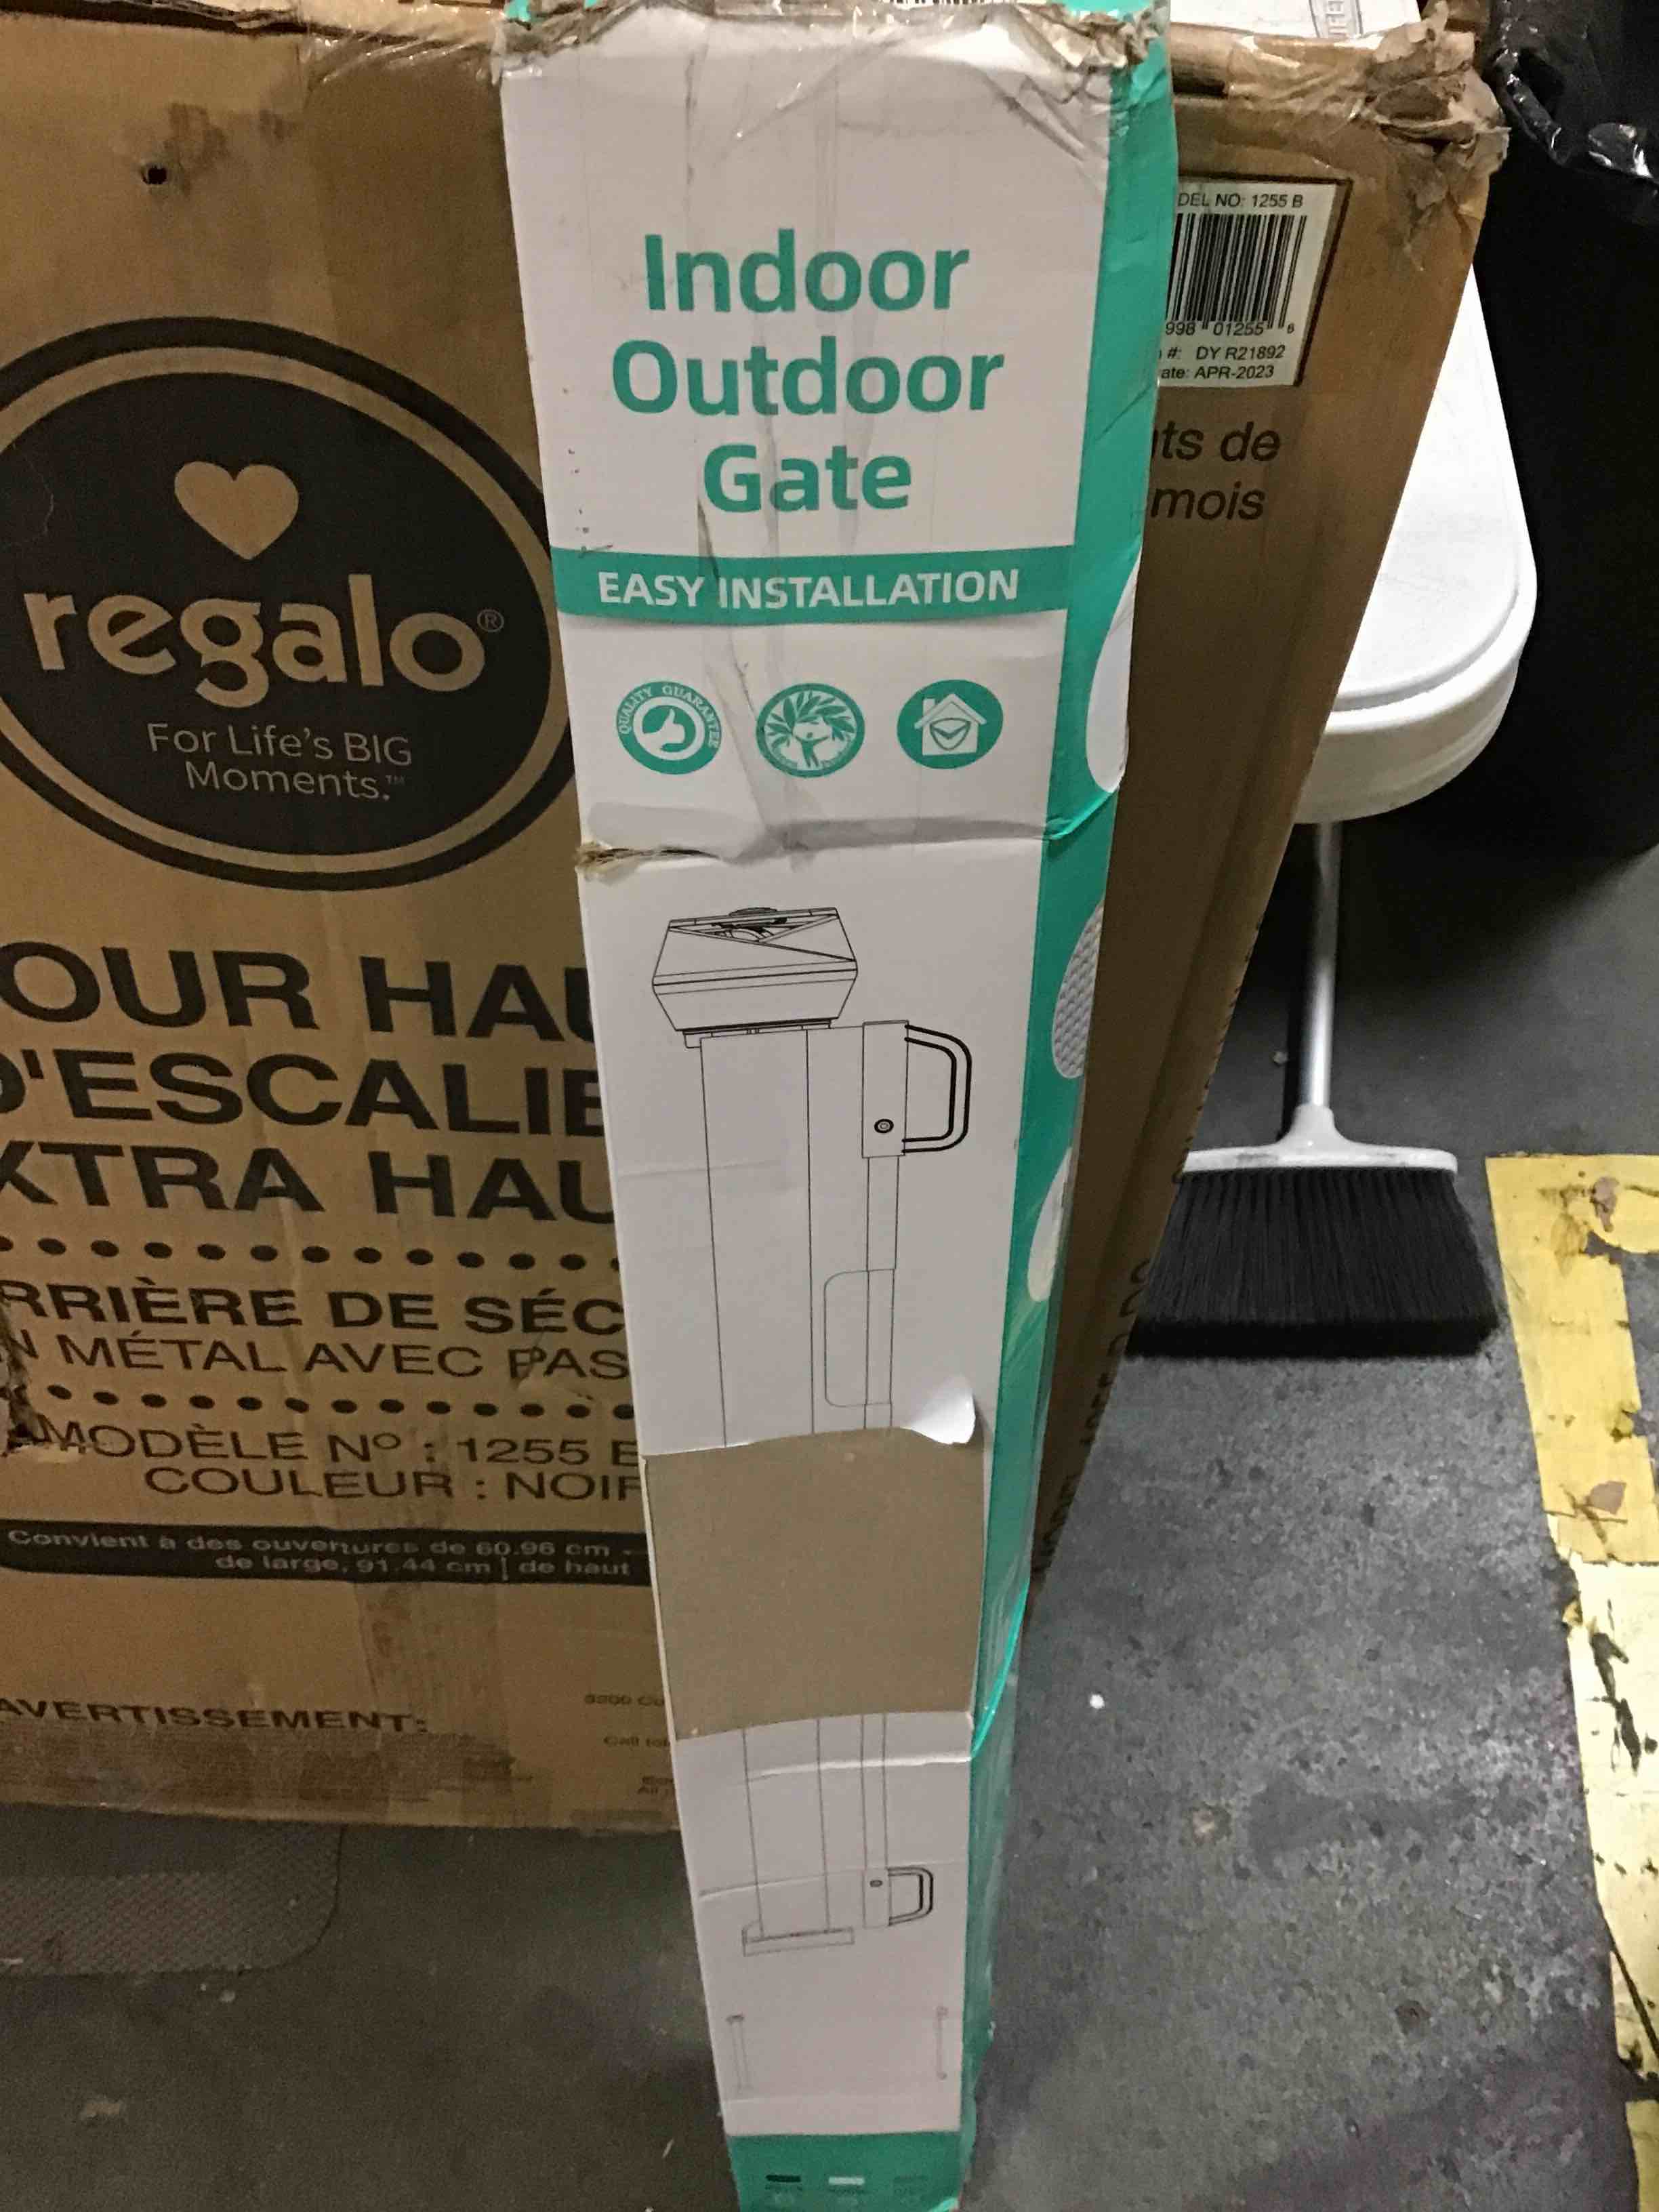 Indoor
Outdoor
Gate
EASY INSTALLATION
QUALITY GUARANTEE
regalo®
For Life's BIG
Moments.™
OUR HAU
D'ESCALIE
XTRA HAU
RRIÈRE DE SÉC
N MÉTAL AVEC PAS
MODÈLE Nº : 1255 B
COULEUR : NOIR
Convient à des ouvertures de 60.96 cm -
de large, 91.44 cm de haut
AVERTISSEMENT:
DEL NO: 1255 B
998 01255 6
#: DY R21892
ate: APR-2023
ts de
mois